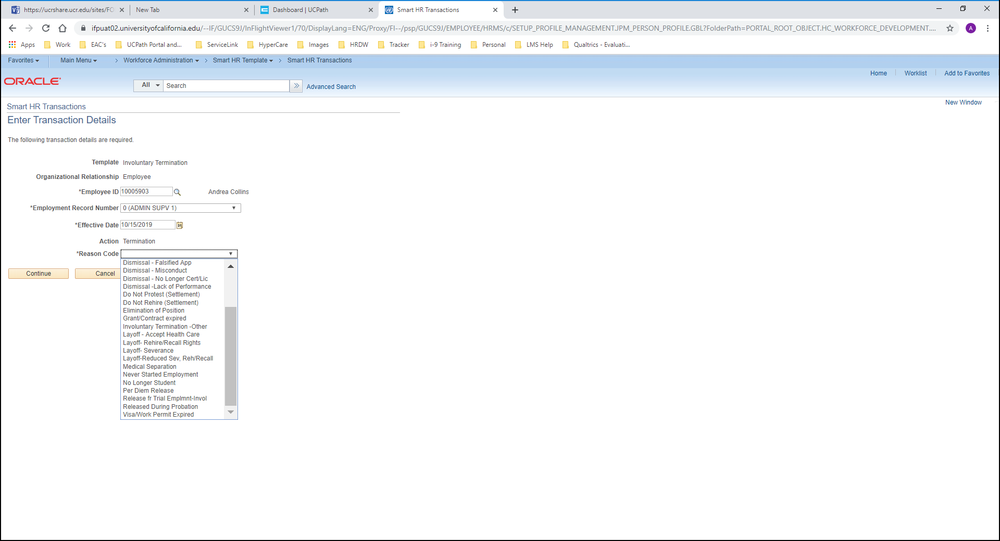 https://ucrshare.ucr.edu/sites/FO
New Tab
Dashboard | UCPath
Smart HR Transactions
ifpuat02.universityofcalifornia.edu/--IF/GUCS9J/InFlightViewer1/70/DisplayLang=ENG/Proxy/FI--/psp/GUCS9J/EMPLOYEE/HRMS/c/SETUP_PROFILE_MANAGEMENT.JPM_PERSON_PROFILE.GBL?FolderPath=PORTAL_ROOT_OBJECT.HC_WORKFORCE_DEVELOPMENT....
A
Apps
Work
EAC's
UCPath Portal and...
ServiceLink
HyperCare
Images
HRDW
Tracker
i-9 Training
Personal
LMS Help
Qualtrics - Evaluati...
Favorites
Main Menu
Workforce Administration
Smart HR Template
Smart HR Transactions
Home
Worklist
Add to Favorites
ORACLE
All
Search
Advanced Search
New Window
Smart HR Transactions
Enter Transaction Details
The following transaction details are required.
Template Involuntary Termination
Organizational Relationship Employee
*Employee ID 10005903 Andrea Collins
*Employment Record Number 0 (ADMIN SUPV 1)
*Effective Date 10/15/2019 31
Action Termination
*Reason Code
Continue
Cancel
Dismissal - Falsified App
Dismissal - Misconduct
Dismissal - No Longer Cert/Lic
Dismissal -Lack of Performance
Do Not Protest (Settlement)
Do Not Rehire (Settlement)
Elimination of Position
Grant/Contract expired
Involuntary Termination -Other
Layoff - Accept Health Care
Layoff- Rehire/Recall Rights
Layoff- Severance
Layoff-Reduced Sev, Reh/Recall
Medical Separation
Never Started Employment
No Longer Student
Per Diem Release
Release fr Trial Emplmnt-Invol
Released During Probation
Visa/Work Permit Expired